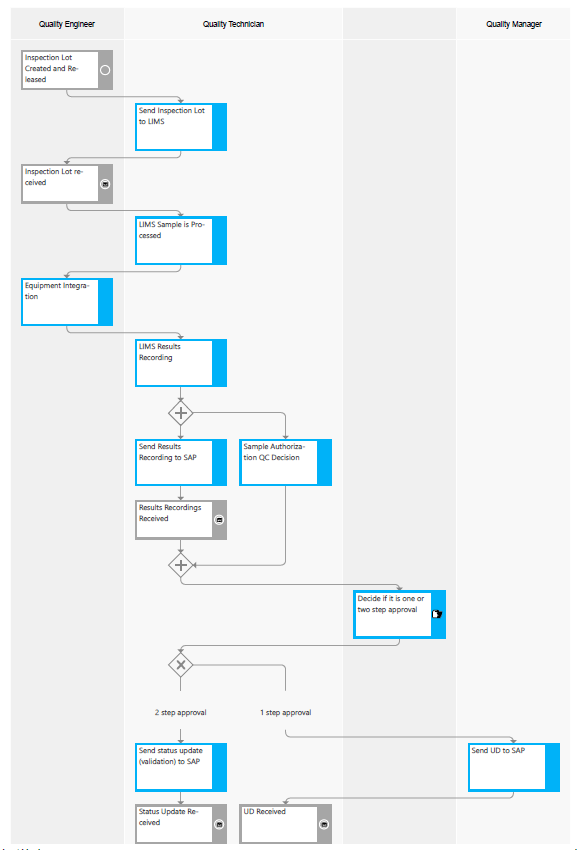 Quality Engineer
Quality Technician
Quality Manager
Inspection Lot
Created and Re-
leased
Send Inspection Lot
to LIMS
Inspection Lot re-
ceived
LIMS Sample is Pro-
cessed
Equipment Integra-
tion
LIMS Results
Recording
Send Results
Recording to SAP
Sample Authoriza-
tion QC Decision
Results Recordings
Received
Decide if it is one or
two step approval
2 step approval
1 step approval
Send status update
(validation) to SAP
Send UD to SAP
Status Update Re-
ceived
UD Received